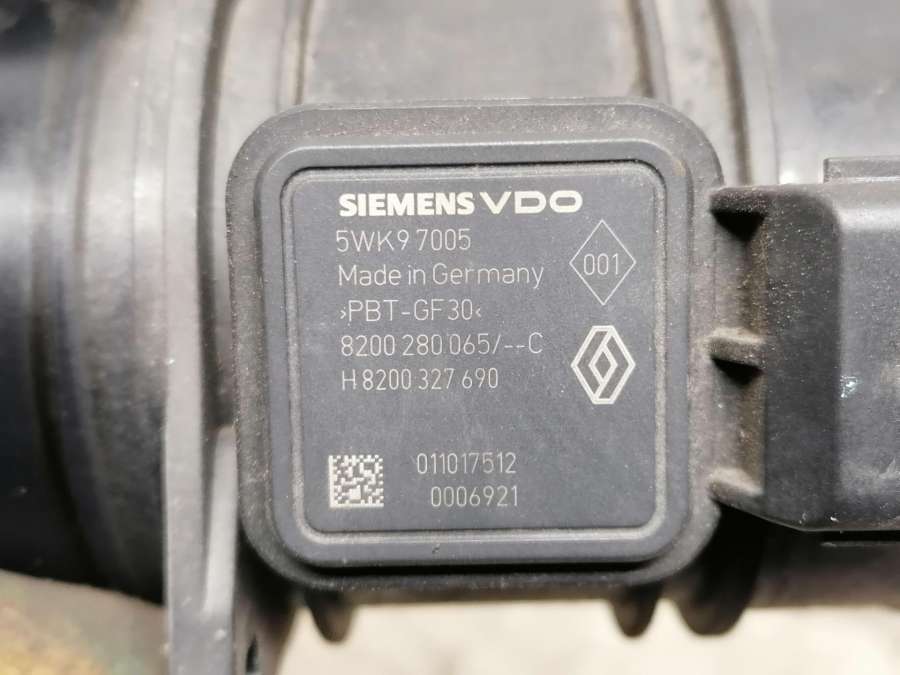 SIEMENS VDO
5WK9 7005
001
Made in Germany
>PBT-GF30<
8200 280 065/--C
H 8200 327 690
011017512
0006921